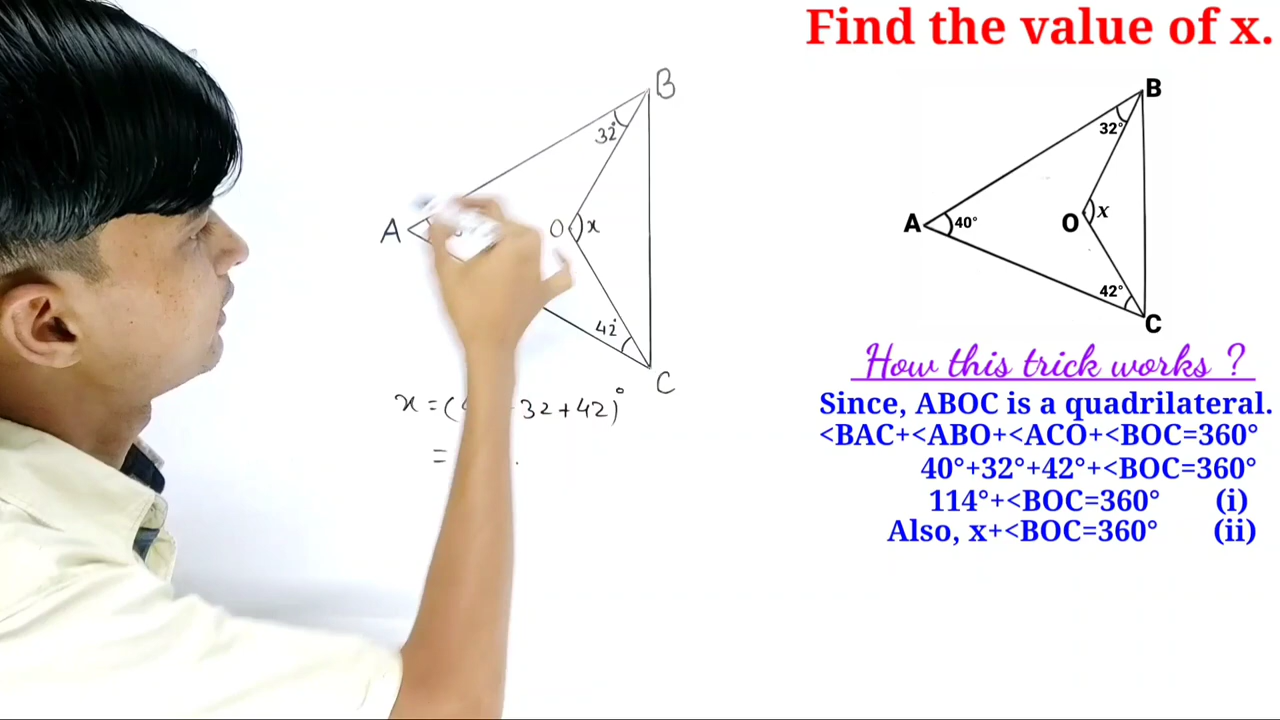 Find the value of x.
B
32°
A
40°
O
x
42°
C
How this trick works ?
Since, ABOC is a quadrilateral.
<BAC+<ABO+<ACO+<BOC=360°
40°+32°+42°+<BOC=360°
114°+<BOC=360° (i)
Also, x+<BOC=360° (ii)
B
32°
A
O
x
42°
C
x = ( 32 + 42)°
=